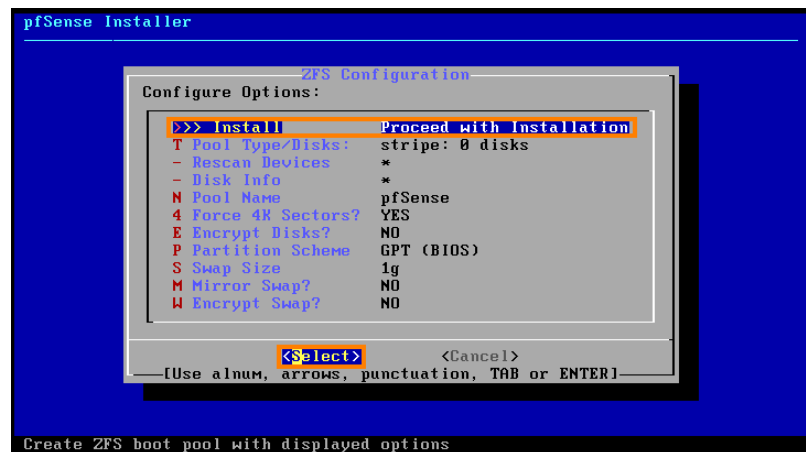 pfSense Installer
ZFS Configuration
Configure Options:
>>> Install Proceed with Installation
T Pool Type/Disks: stripe: 0 disks
- Rescan Devices *
- Disk Info *
N Pool Name pfSense
4 Force 4K Sectors? YES
E Encrypt Disks? NO
P Partition Scheme GPT (BIOS)
S Swap Size 1g
M Mirror Swap? NO
W Encrypt Swap? NO
<Select> <Cancel>
[Use alnum, arrows, punctuation, TAB or ENTER]
Create ZFS boot pool with displayed options